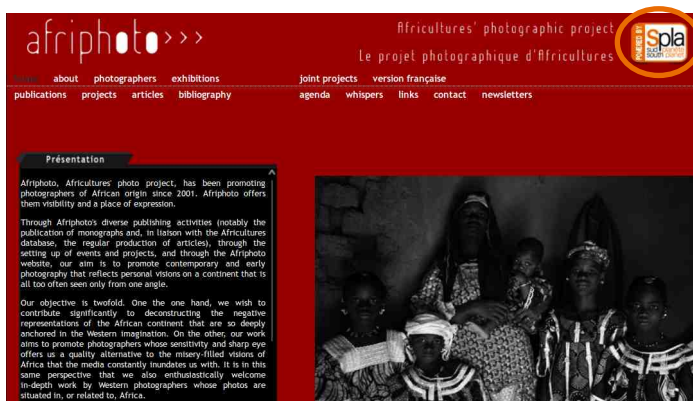 afriphoto>>>
Africultures' photographic project
Le projet photographique d'Africultures
POWERED BY
Spla
sud planète
south planet
home about photographers exhibitions joint projects version française
publications projects articles bibliography agenda whispers links contact newsletters
Présentation
Afriphoto, Africultures' photo project, has been promoting
photographers of African origin since 2001. Afriphoto offers
them visibility and a place of expression.
Through Afriphoto's diverse publishing activities (notably the
publication of monographs and, in liaison with the Africultures
database, the regular production of articles), through the
setting up of events and projects, and through the Afriphoto
website, our aim is to promote contemporary and early
photography that reflects personal visions on a continent that is
all too often seen only from one angle.
Our objective is twofold. One the one hand, we wish to
contribute significantly to deconstructing the negative
representations of the African continent that are so deeply
anchored in the Western imagination. On the other, our work
aims to promote photographers whose sensitivity and sharp eye
offers us a quality alternative to the misery-filled visions of
Africa that the media constantly inundates us with. It is in this
same perspective that we also enthusiastically welcome
in-depth work by Western photographers whose photos are
situated in, or related to, Africa.